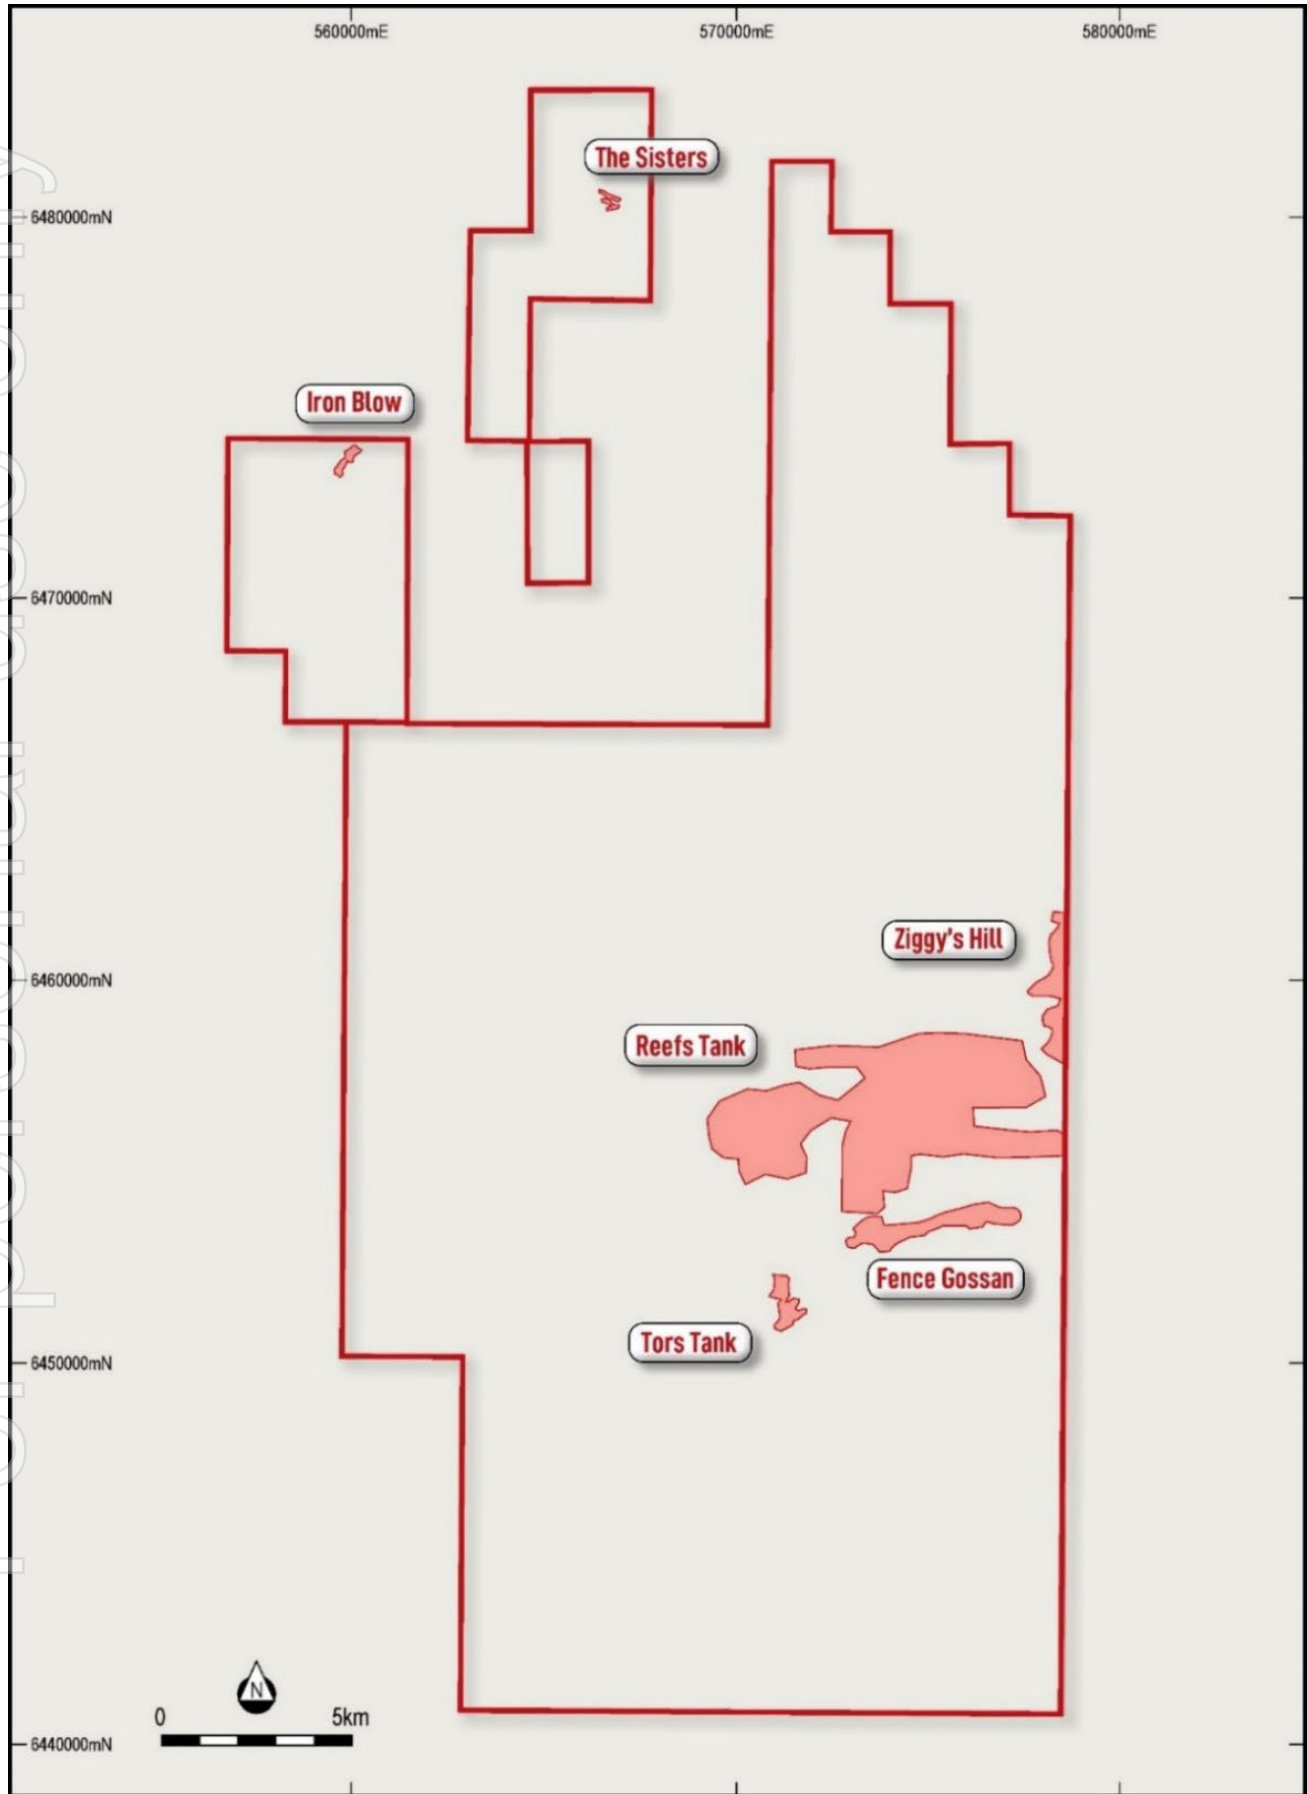 560000mE 570000mE 580000mE
The Sisters
6480000mN
Iron Blow
6470000mN
Ziggy's Hill
6460000mN
Reefs Tank
Fence Gossan
Tors Tank
6450000mN
N
0 5km
6440000mN